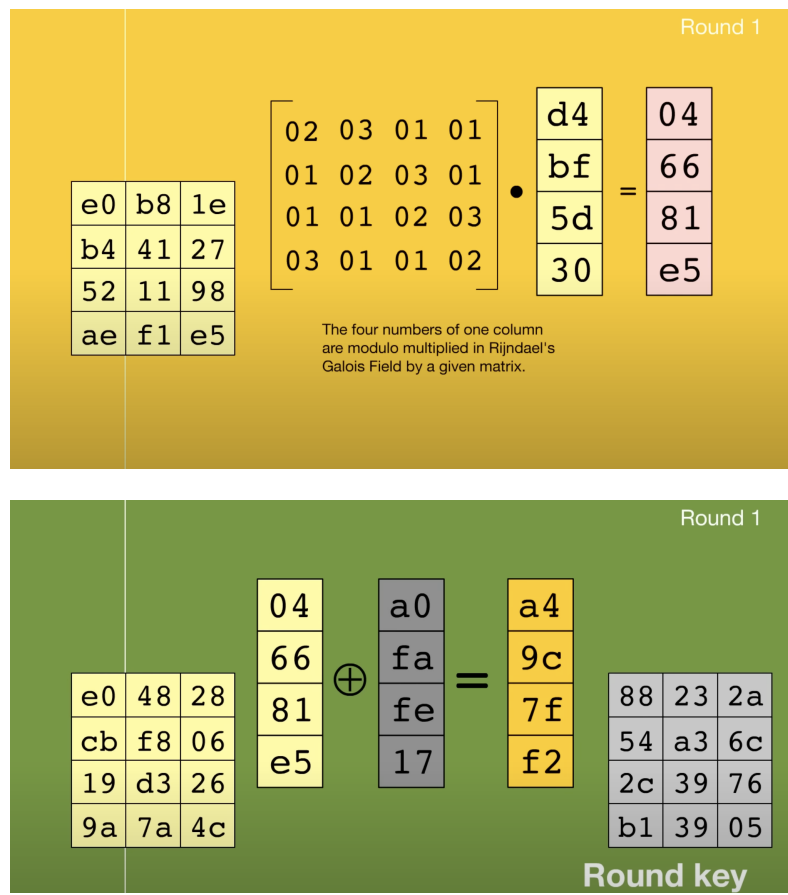 Round 1
02 03 01 01
01 02 03 01
01 01 02 03
03 01 01 02
d4
bf
5d
30
=
04
66
81
e5
e0 b8 1e
b4 41 27
52 11 98
ae f1 e5
The four numbers of one column
are modulo multiplied in Rijndael's
Galois Field by a given matrix.
Round 1
04
66
81
e5
⊕
a0
fa
fe
17
=
a4
9c
7f
f2
e0 48 28
cb f8 06
19 d3 26
9a 7a 4c
88 23 2a
54 a3 6c
2c 39 76
b1 39 05
Round key